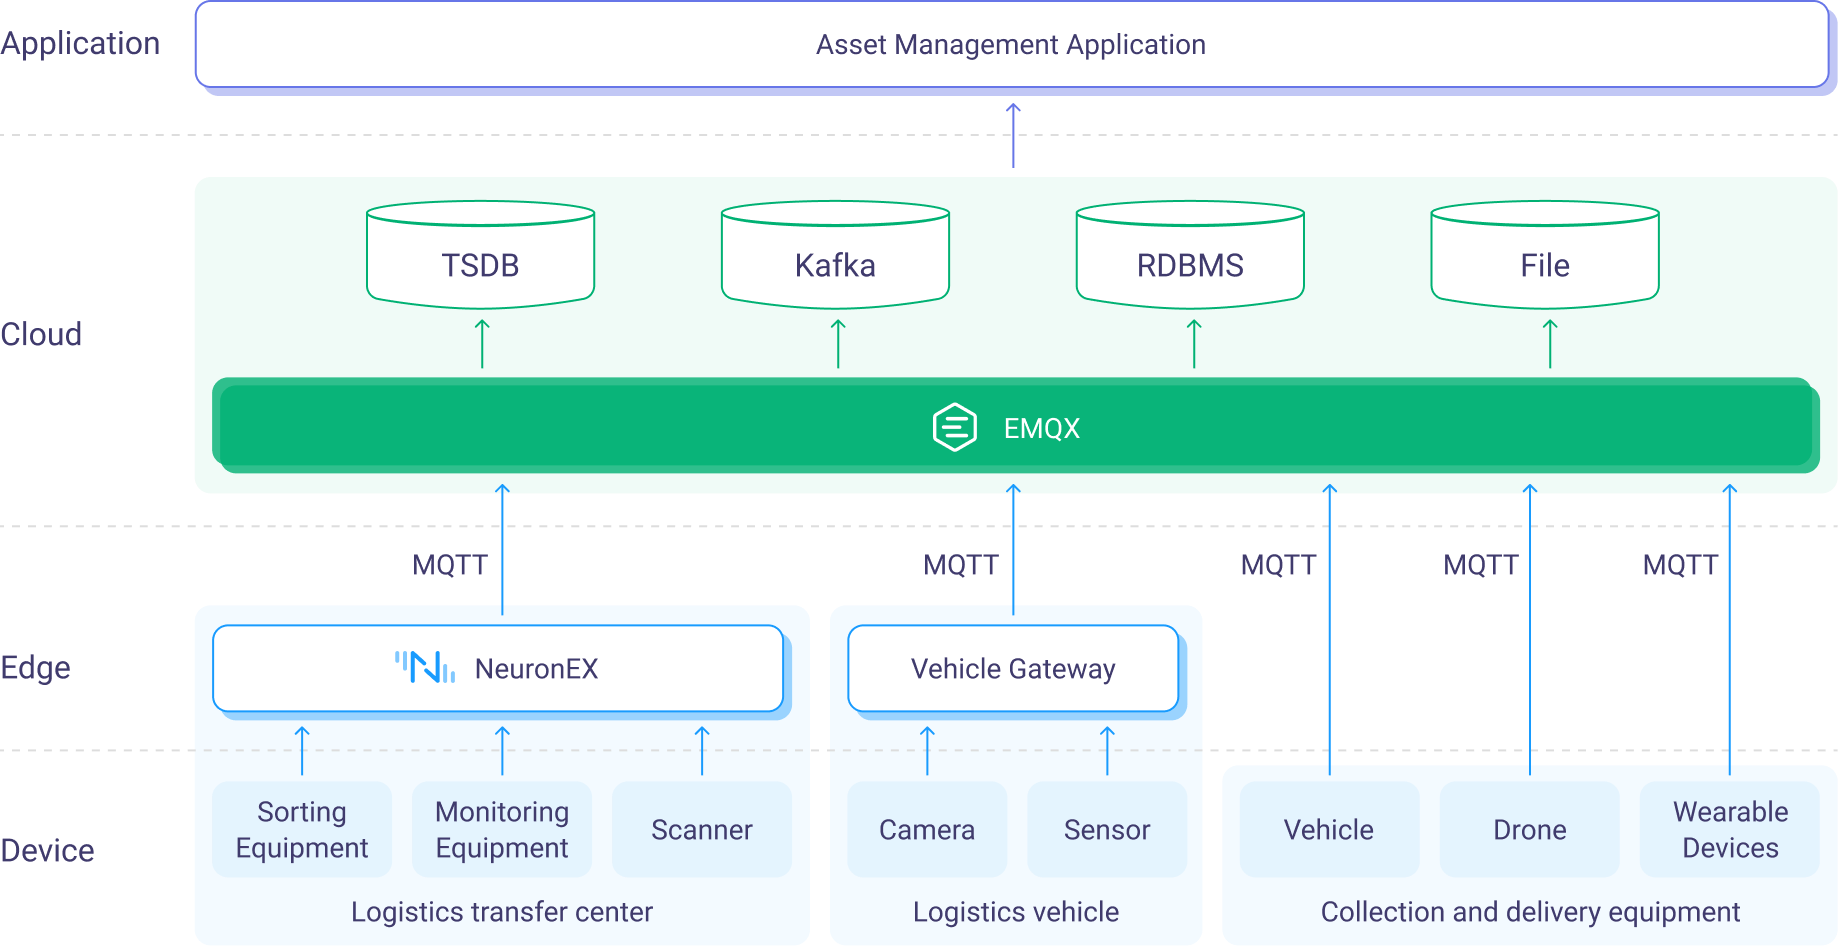 Application
Asset Management Application
Cloud
TSDB
Kafka
RDBMS
File
EMQX
MQTT
MQTT
MQTT
MQTT
MQTT
Edge
NeuronEX
Vehicle Gateway
Device
Sorting
Equipment
Monitoring
Equipment
Scanner
Camera
Sensor
Vehicle
Drone
Wearable
Devices
Logistics transfer center
Logistics vehicle
Collection and delivery equipment